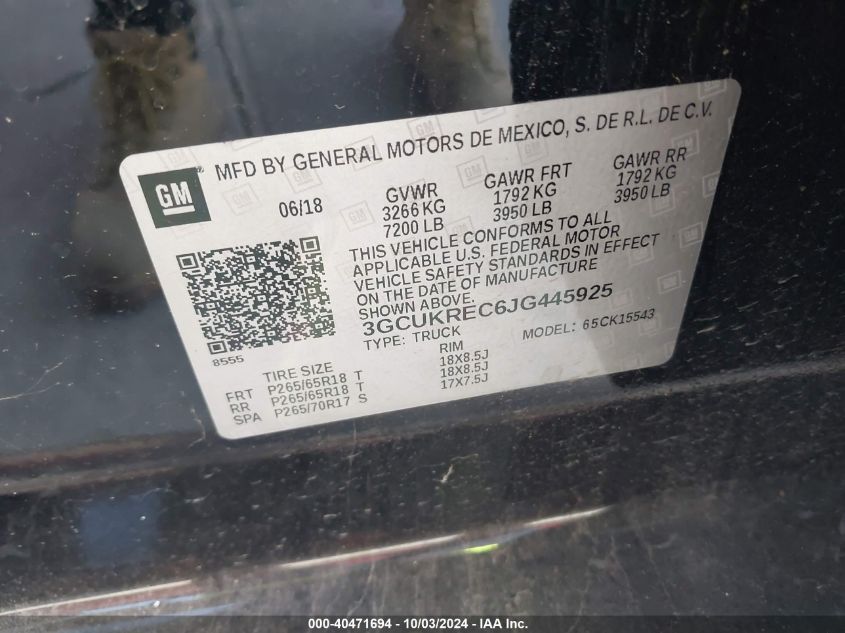 MFD BY GENERAL MOTORS DE MEXICO, S. DE R.L. DE C.V.
GM
06/18
GVWR
3266 KG
7200 LB
GAWR FRT
1792 KG
3950 LB
GAWR RR
1792 KG
3950 LB
THIS VEHICLE CONFORMS TO ALL
APPLICABLE U.S. FEDERAL MOTOR
VEHICLE SAFETY STANDARDS IN EFFECT
ON THE DATE OF MANUFACTURE
SHOWN ABOVE.
3GCUKREC6JG445925
TYPE: TRUCK
MODEL: 65CK15543
8555
TIRE SIZE RIM
FRT P265/65R18 T 18X8.5J
RR P265/65R18 T 18X8.5J
SPA P265/70R17 S 17X7.5J
000-40471694 - 10/03/2024 - IAA Inc.